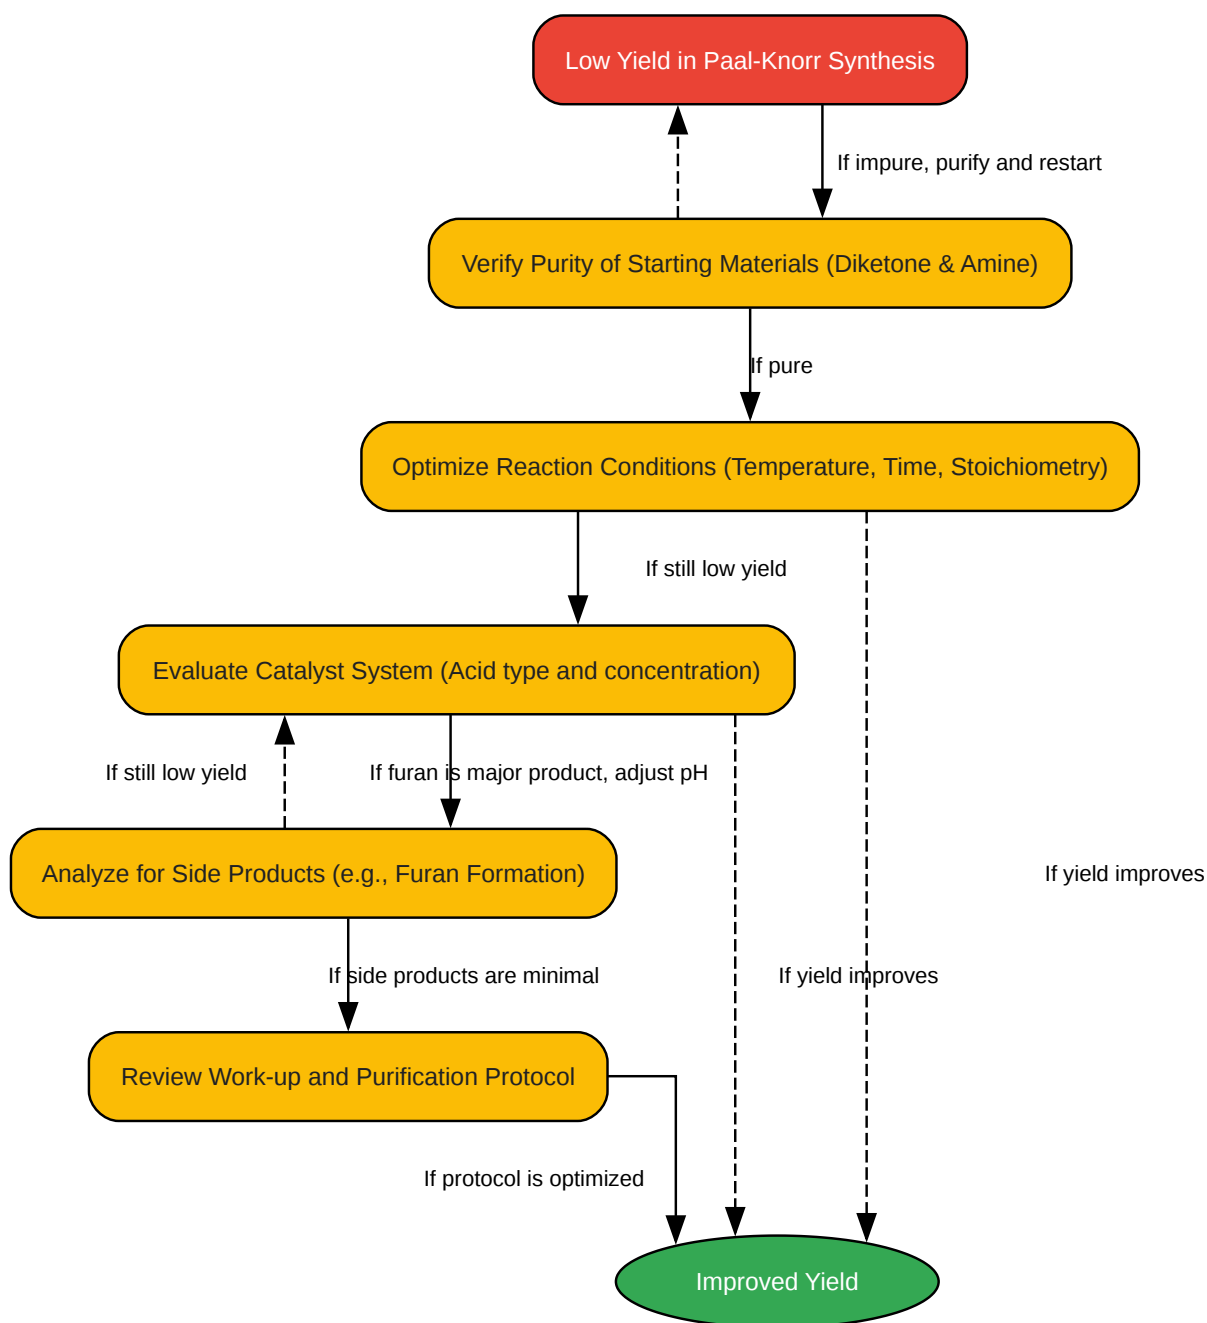 Low Yield in Paal-Knorr Synthesis
If impure, purify and restart
Verify Purity of Starting Materials (Diketone & Amine)
If pure
Optimize Reaction Conditions (Temperature, Time, Stoichiometry)
If still low yield
Evaluate Catalyst System (Acid type and concentration)
If still low yield
If furan is major product, adjust pH
Analyze for Side Products (e.g., Furan Formation)
If yield improves
If side products are minimal
If yield improves
Review Work-up and Purification Protocol
If protocol is optimized
Improved Yield